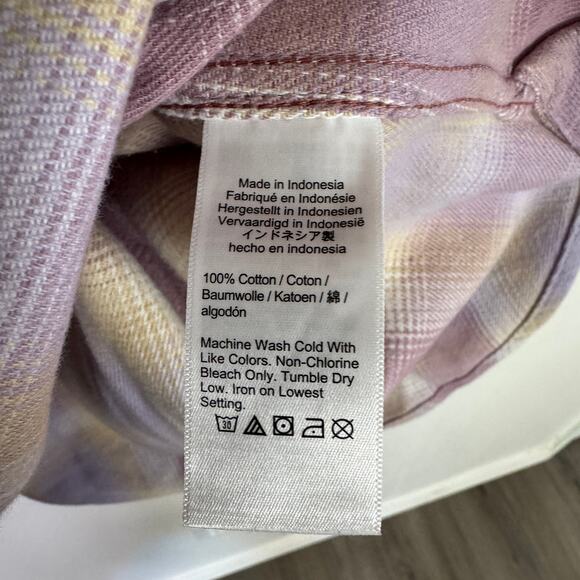 Made in Indonesia
Fabriqué en Indonésie
Hergestellt in Indonesien
Vervaardigd in Indonesië
インドネシア製
hecho en indonesia
100% Cotton / Coton /
Baumwolle / Katoen / 綿 /
algodón
Machine Wash Cold With
Like Colors. Non-Chlorine
Bleach Only. Tumble Dry
Low. Iron on Lowest
Setting.
30